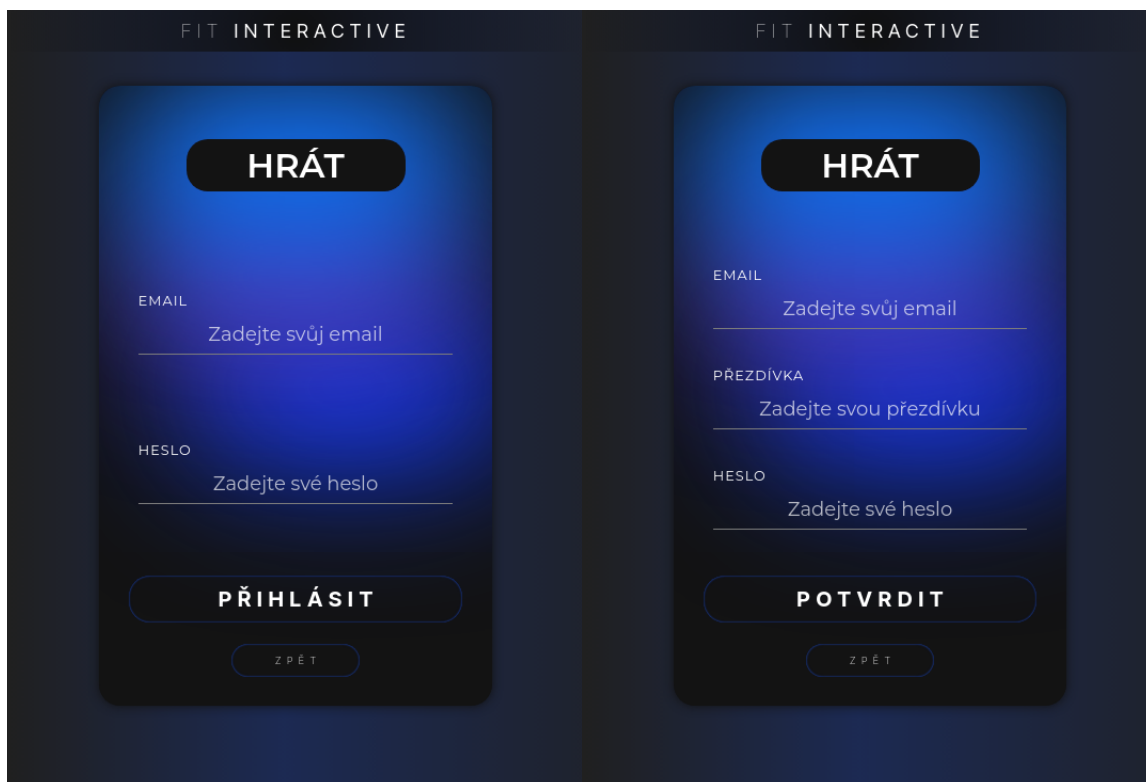 FIT INTERACTIVE
HRÁT
EMAIL
Zadejte svůj email
HESLO
Zadejte své heslo
PŘIHLÁSIT
ZPĚT
FIT INTERACTIVE
HRÁT
EMAIL
Zadejte svůj email
PŘEZDÍVKA
Zadejte svou přezdívku
HESLO
Zadejte své heslo
POTVRDIT
ZPĚT